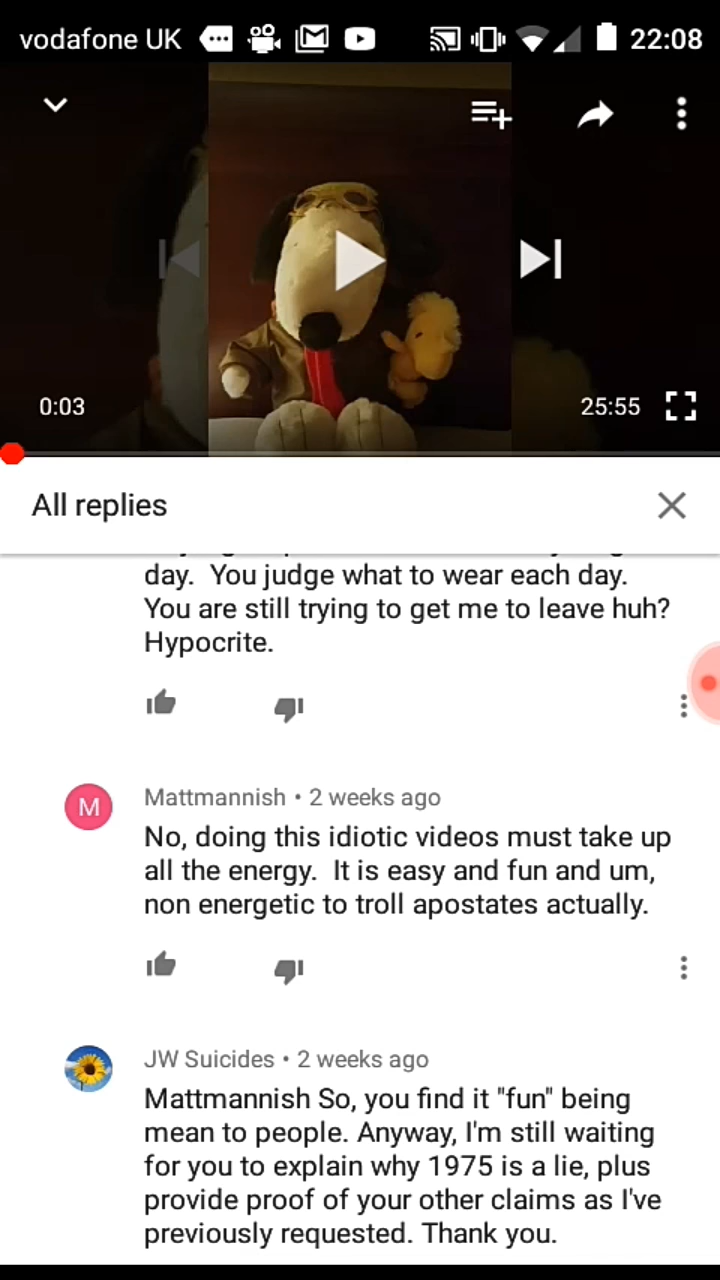 vodafone UK 22:08
0:03 25:55
All replies
day. You judge what to wear each day.
You are still trying to get me to leave huh?
Hypocrite.
M
Mattmannish • 2 weeks ago
No, doing this idiotic videos must take up
all the energy. It is easy and fun and um,
non energetic to troll apostates actually.
JW Suicides • 2 weeks ago
Mattmannish So, you find it "fun" being
mean to people. Anyway, I'm still waiting
for you to explain why 1975 is a lie, plus
provide proof of your other claims as I've
previously requested. Thank you.